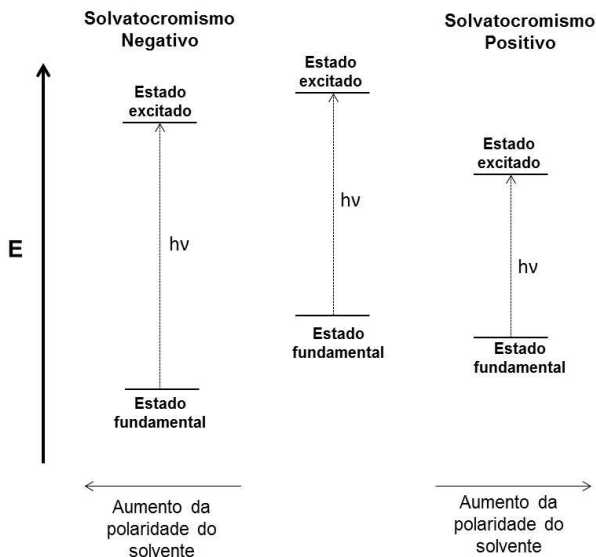 Solvatocromismo
Negativo
Solvatocromismo
Positivo
Estado
excitado
Estado
excitado
Estado
excitado
hν
hν
hν
E
Estado
fundamental
Estado
fundamental
Estado
fundamental
Aumento da
polaridade do
solvente
Aumento da
polaridade do
solvente